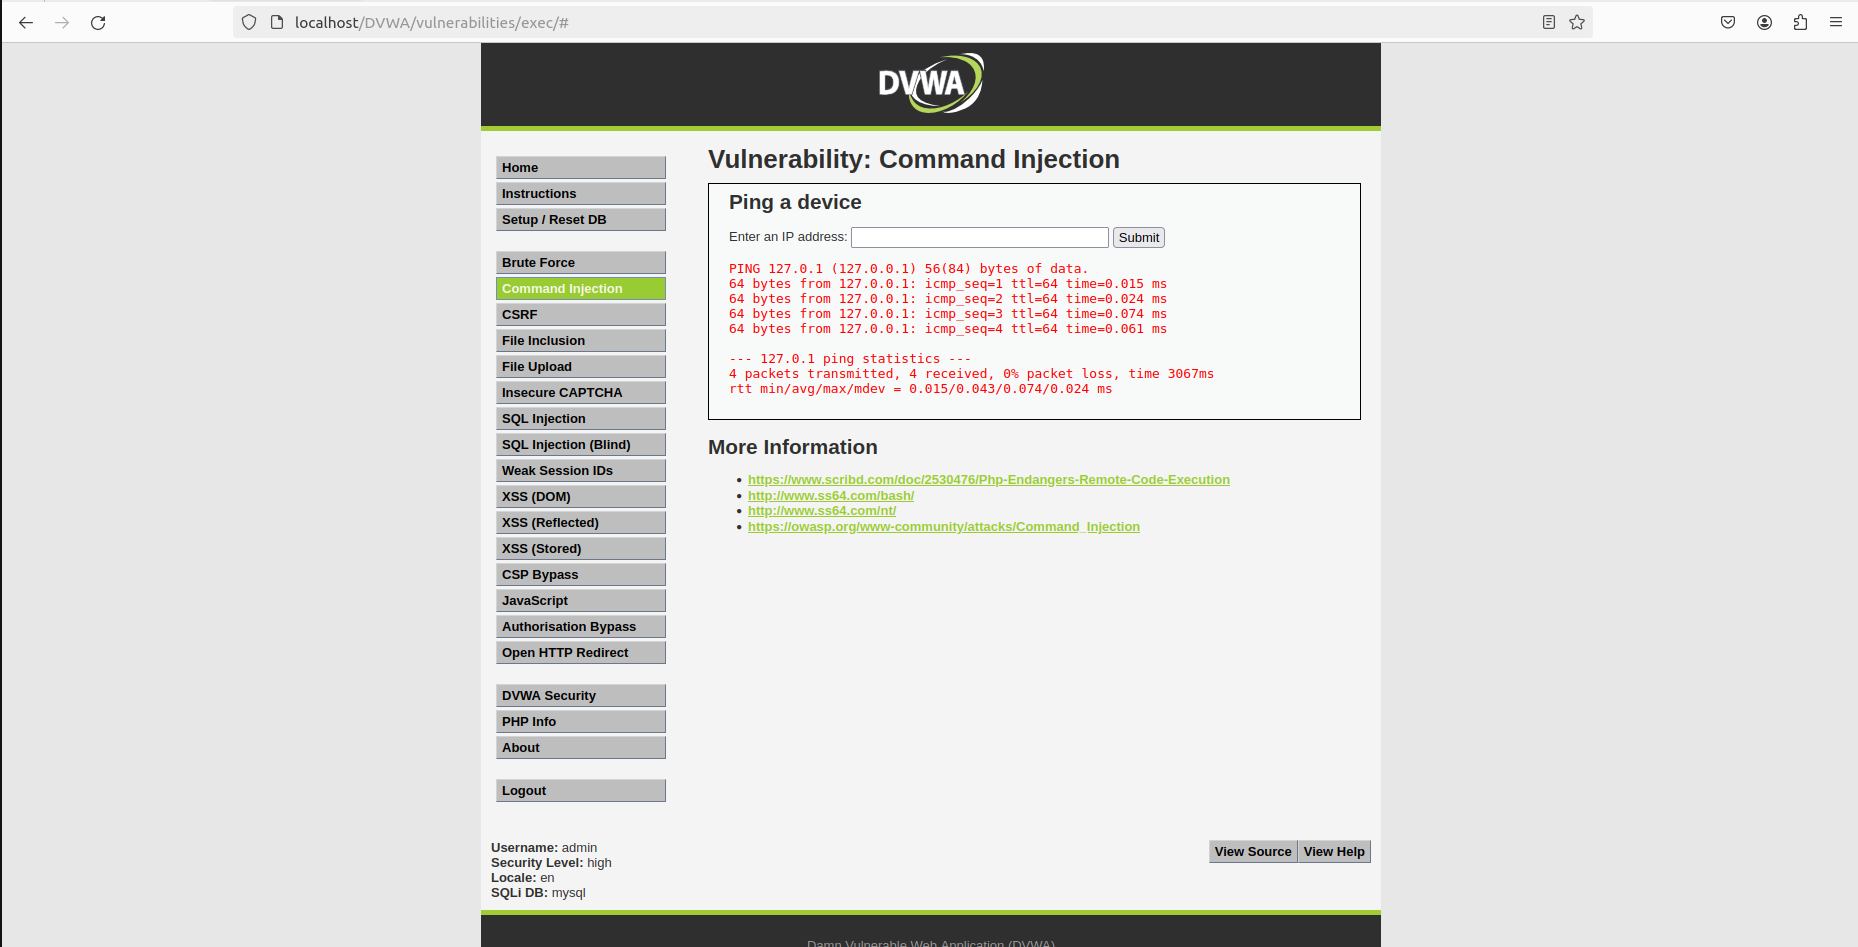 localhost/DVWA/vulnerabilities/exec/#
DVWA
Home
Instructions
Setup / Reset DB
Brute Force
Command Injection
CSRF
File Inclusion
File Upload
Insecure CAPTCHA
SQL Injection
SQL Injection (Blind)
Weak Session IDs
XSS (DOM)
XSS (Reflected)
XSS (Stored)
CSP Bypass
JavaScript
Authorisation Bypass
Open HTTP Redirect
DVWA Security
PHP Info
About
Logout
Vulnerability: Command Injection
Ping a device
Enter an IP address: Submit
PING 127.0.1 (127.0.0.1) 56(84) bytes of data.
64 bytes from 127.0.0.1: icmp_seq=1 ttl=64 time=0.015 ms
64 bytes from 127.0.0.1: icmp_seq=2 ttl=64 time=0.024 ms
64 bytes from 127.0.0.1: icmp_seq=3 ttl=64 time=0.074 ms
64 bytes from 127.0.0.1: icmp_seq=4 ttl=64 time=0.061 ms
--- 127.0.1 ping statistics ---
4 packets transmitted, 4 received, 0% packet loss, time 3067ms
rtt min/avg/max/mdev = 0.015/0.043/0.074/0.024 ms
More Information
https://www.scribd.com/doc/2530476/Php-Endangers-Remote-Code-Execution
http://www.ss64.com/bash/
http://www.ss64.com/nt/
https://owasp.org/www-community/attacks/Command_Injection
Username: admin
Security Level: high
Locale: en
SQLi DB: mysql
View Source View Help
Damn Vulnerable Web Application (DVWA)